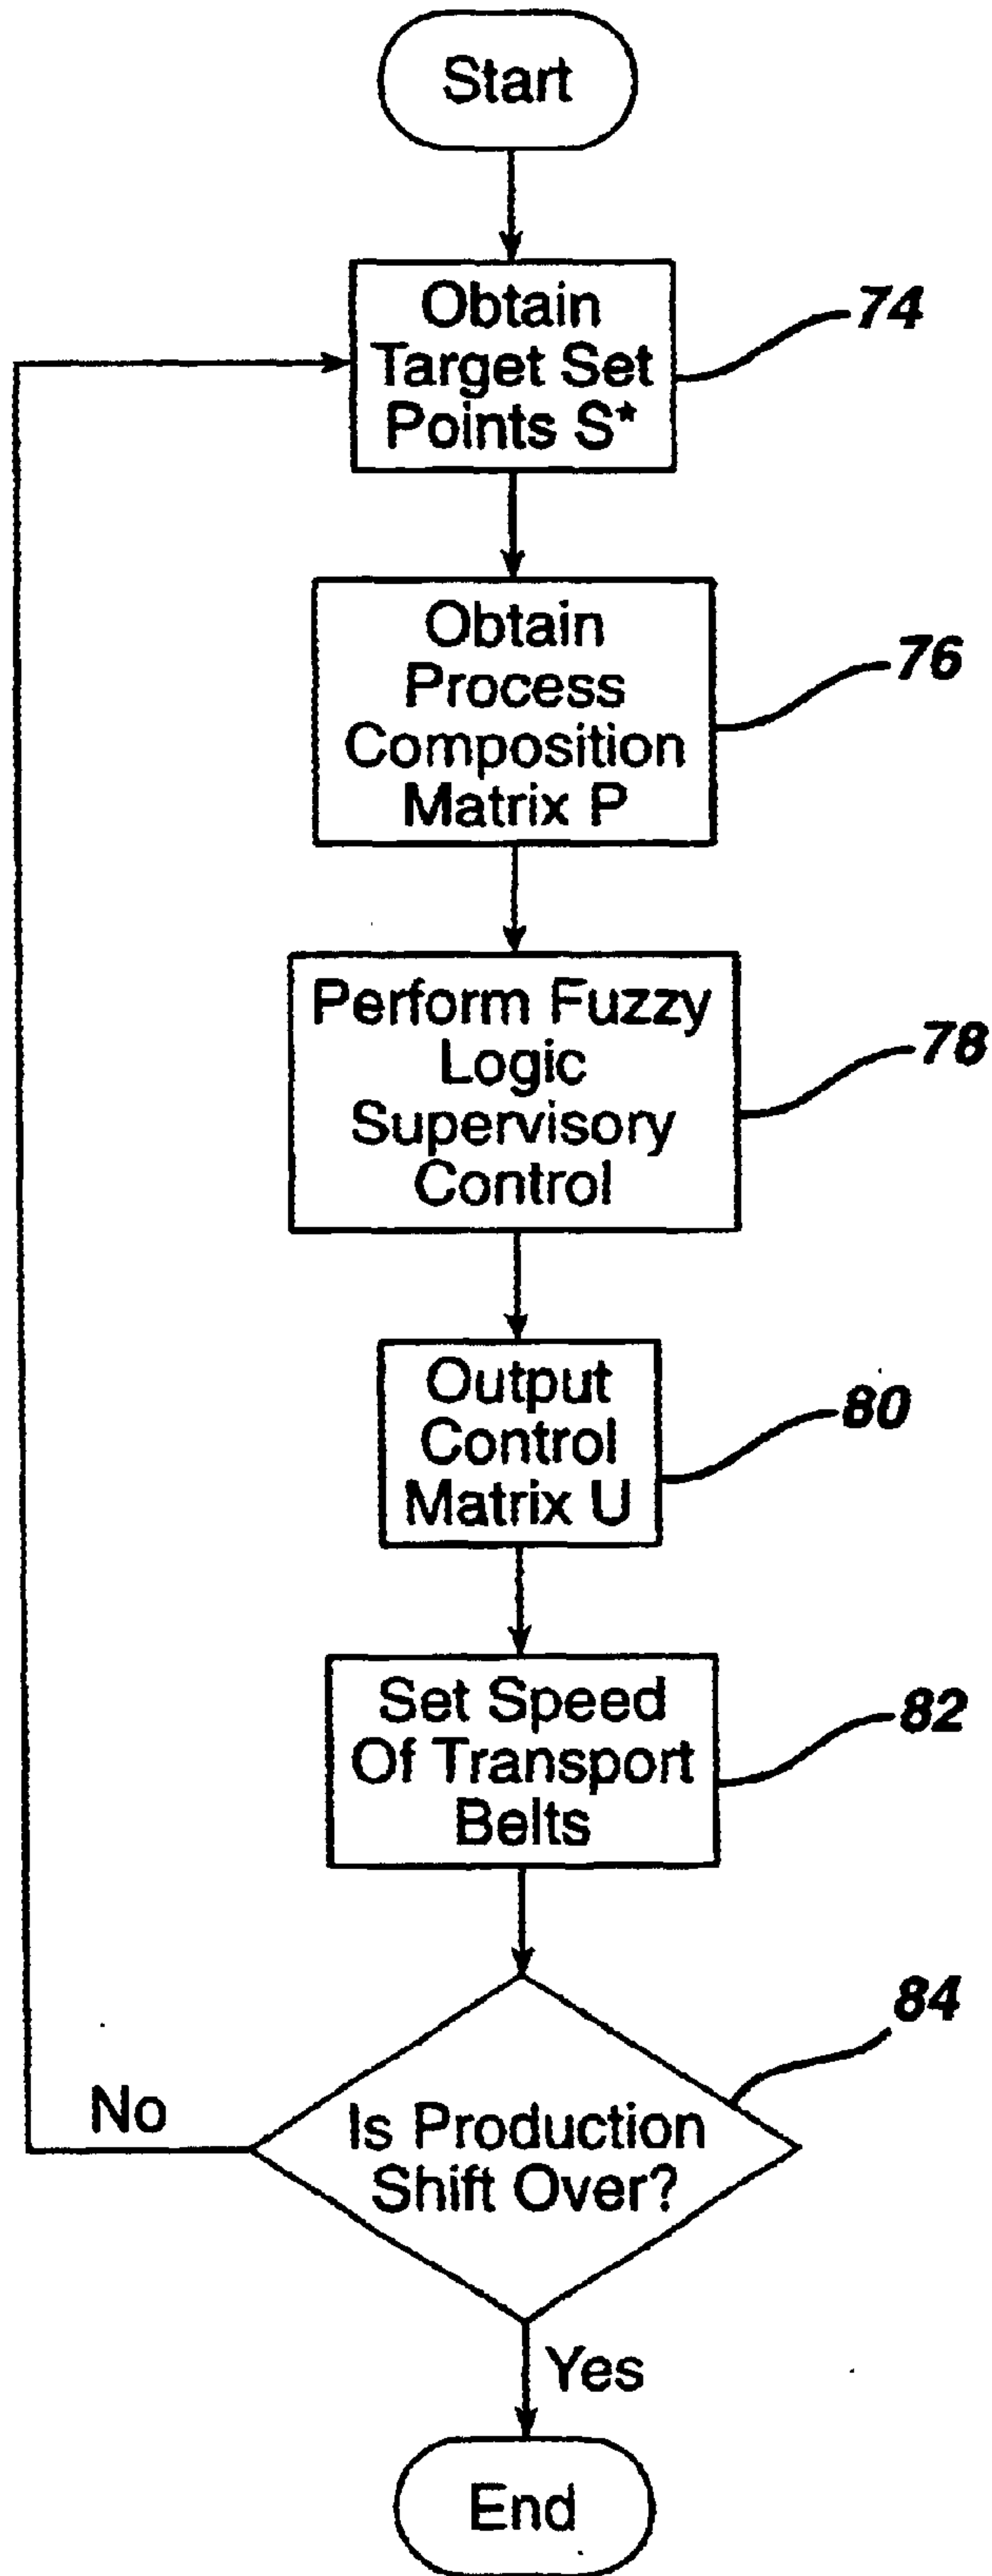 Start
Obtain
Target Set
Points S*
74
Obtain
Process
Composition
Matrix P
76
Perform Fuzzy
Logic
Supervisory
Control
78
Output
Control
Matrix U
80
Set Speed
Of Transport
Belts
82
84
Is Production
Shift Over?
No
Yes
End